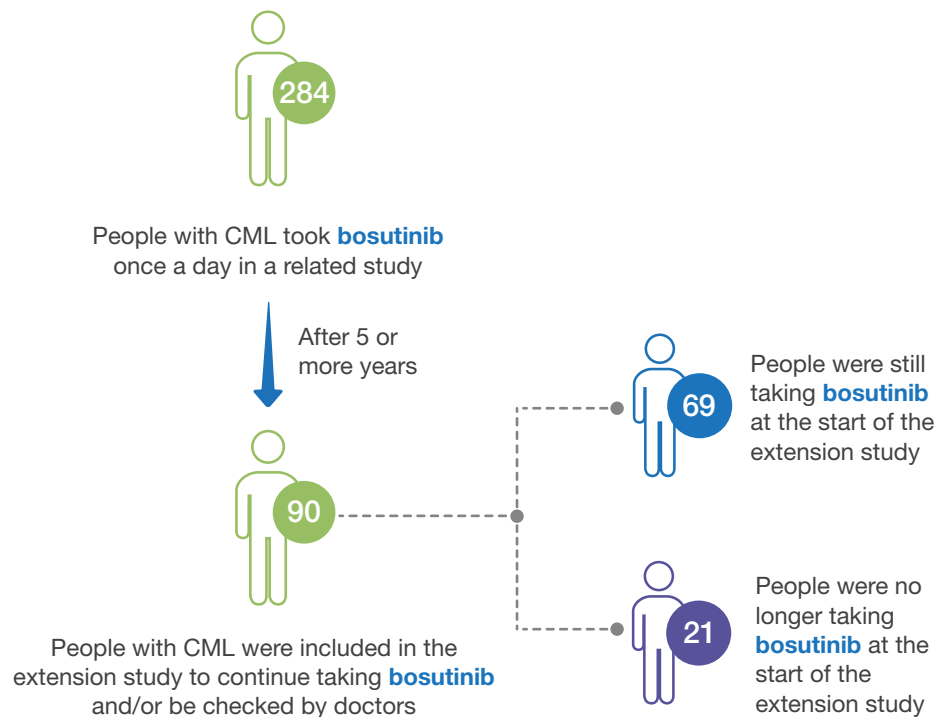 284
People with CML took bosutinib
once a day in a related study
After 5 or
more years
90
People with CML were included in the
extension study to continue taking bosutinib
and/or be checked by doctors
69
People were still
taking bosutinib
at the start of the
extension study
21
People were no
longer taking
bosutinib at the
start of the
extension study